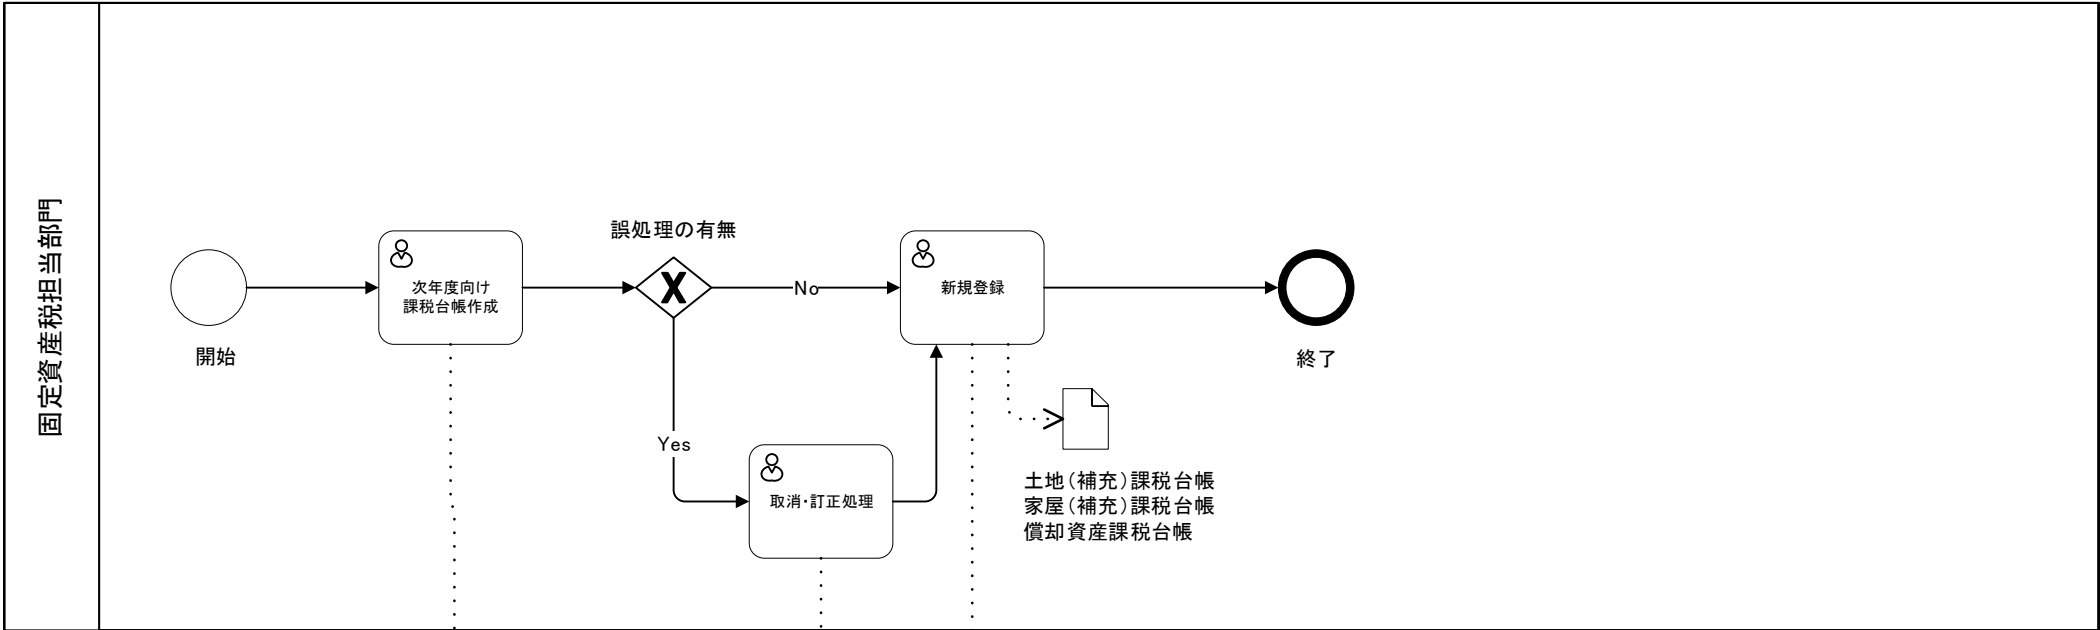 固定資産税担当部門
開始
次年度向け
課税台帳作成
誤処理の有無
No
Yes
取消・訂正処理
新規登録
土地（補充）課税台帳
家屋（補充）課税台帳
償却資産課税台帳
終了